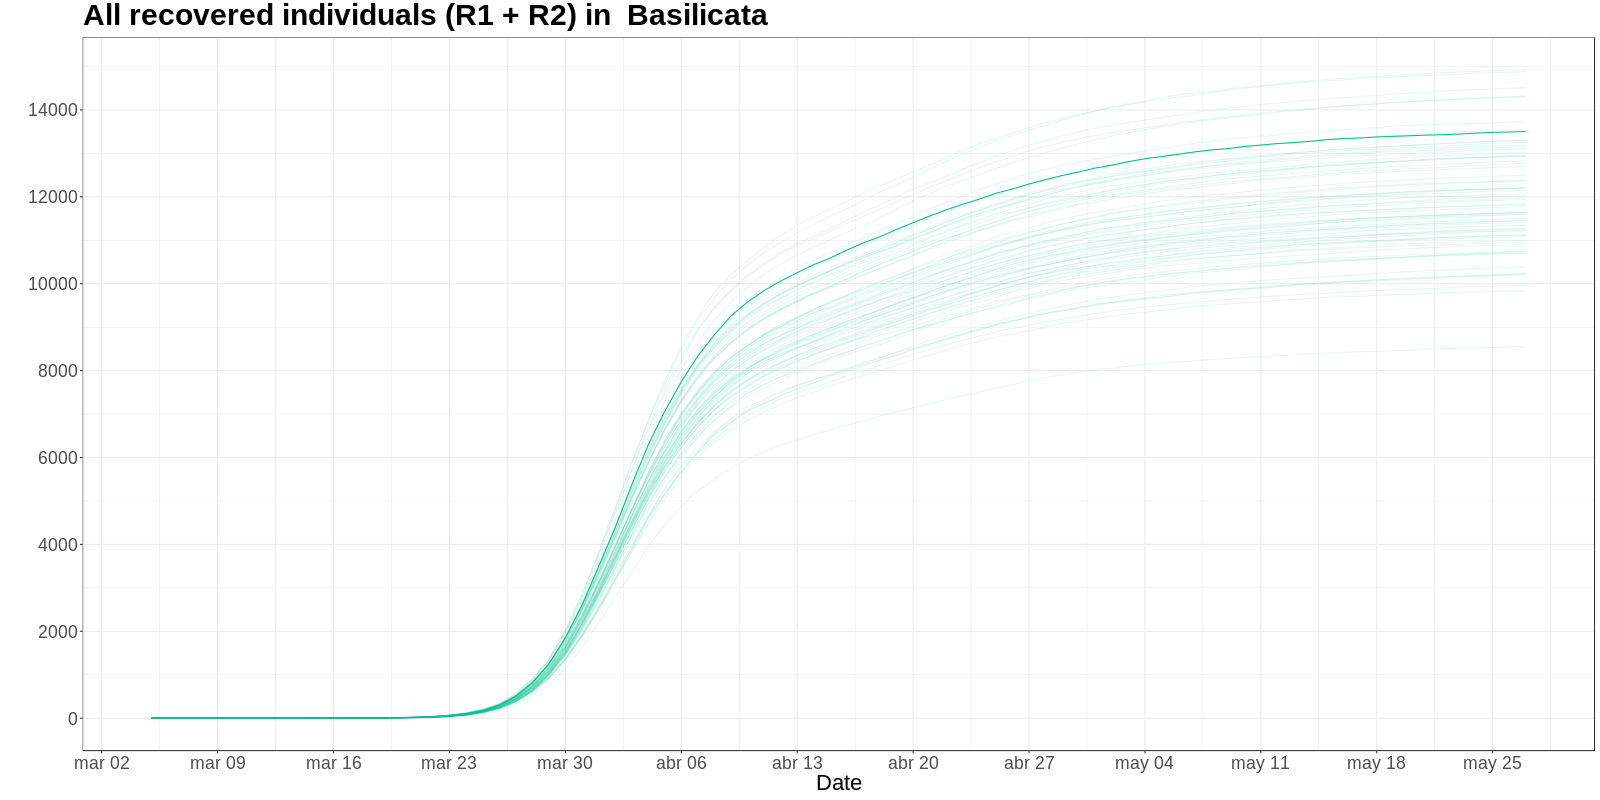 All recovered individuals (R1 + R2) in  Basilicata
14000
12000
10000
8000
6000
4000
2000
0
mar 02 mar 09 mar 16 mar 23 mar 30 abr 06 abr 13 abr 20 abr 27 may 04 may 11 may 18 may 25
Date